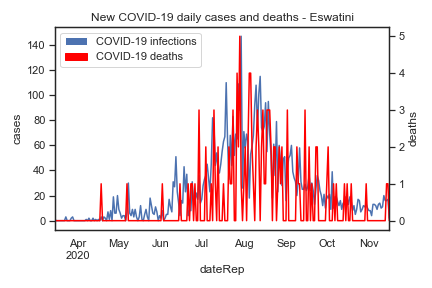 New COVID-19 daily cases and deaths - Eswatini
COVID-19 infections
COVID-19 deaths
cases
deaths
140
120
100
80
60
40
20
0
5
4
3
2
1
0
Apr
2020
May
Jun
Jul
Aug
Sep
Oct
Nov
dateRep